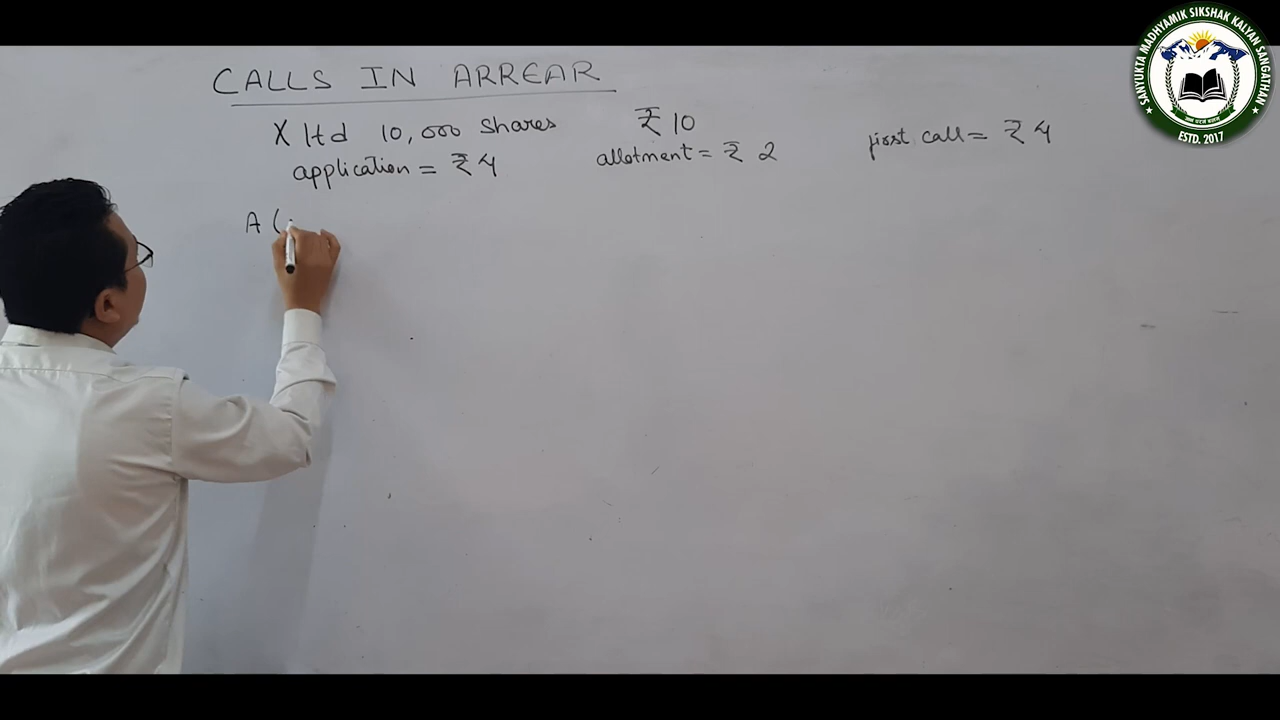 CALLS IN ARREAR
X ltd 10,000 shares ₹ 10
application = ₹ 4 allotment = ₹ 2 first call = ₹ 4
A (
SANYUKTA MADHYAMIK SIKSHAK KALYAN SANGATHAN
ESTD. 2017